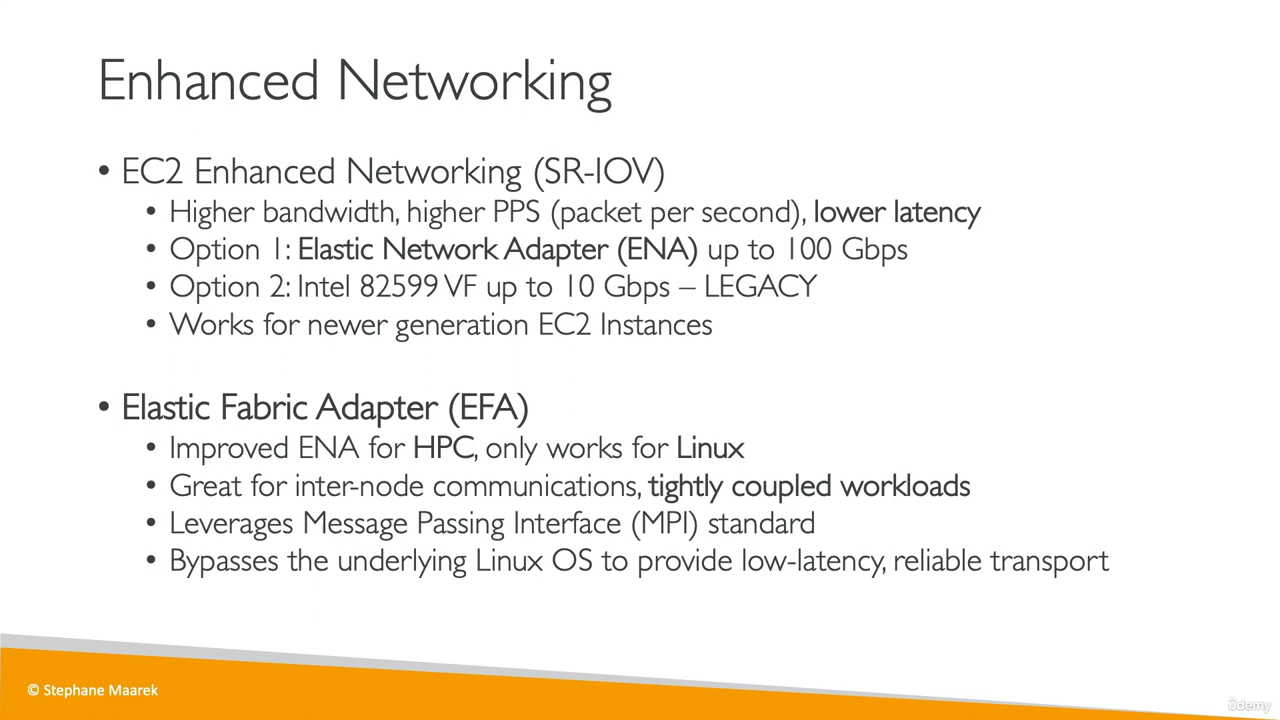 Enhanced Networking
• EC2 Enhanced Networking (SR-IOV)
• Higher bandwidth, higher PPS (packet per second), lower latency
• Option 1: Elastic Network Adapter (ENA) up to 100 Gbps
• Option 2: Intel 82599 VF up to 10 Gbps – LEGACY
• Works for newer generation EC2 Instances
• Elastic Fabric Adapter (EFA)
• Improved ENA for HPC, only works for Linux
• Great for inter-node communications, tightly coupled workloads
• Leverages Message Passing Interface (MPI) standard
• Bypasses the underlying Linux OS to provide low-latency, reliable transport
© Stephane Maarek
ûdemy